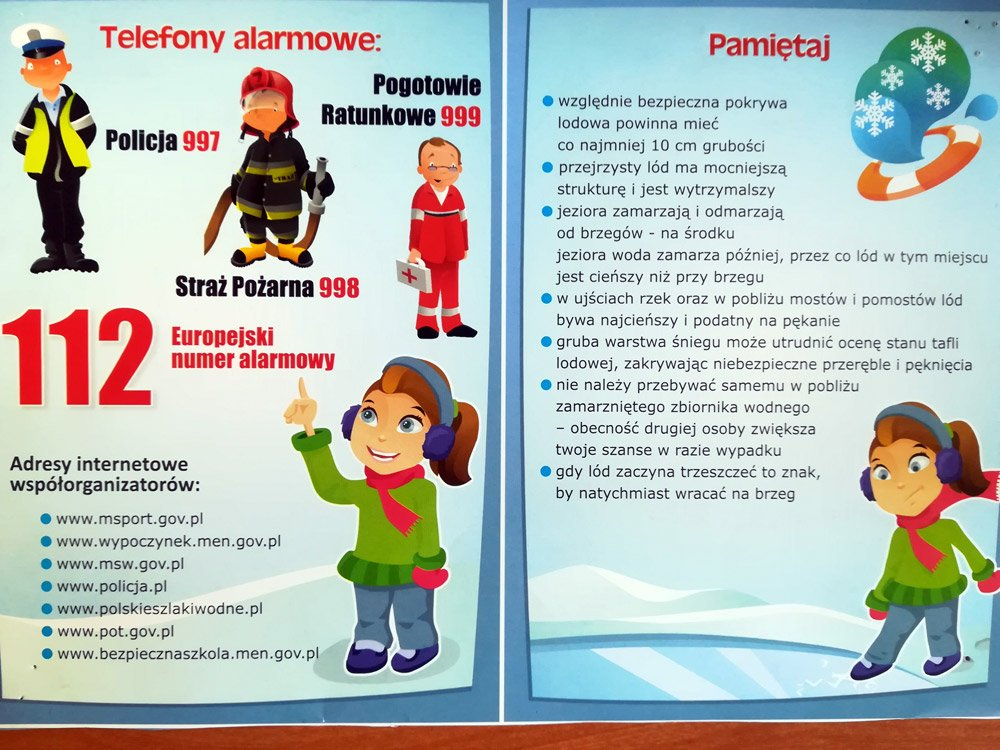 Telefony alarmowe:
Policja 997
Pogotowie
Ratunkowe 999
Straż Pożarna 998
112
Europejski
numer alarmowy
Adresy internetowe
współorganizatorów:
www.msport.gov.pl
www.wypoczynek.men.gov.pl
www.msw.gov.pl
www.policja.pl
www.polskieszlakiwodne.pl
www.pot.gov.pl
www.bezpiecznaszkola.men.gov.pl
Pamiętaj
względnie bezpieczna pokrywa
lodowa powinna mieć
co najmniej 10 cm grubości
przejrzysty lód ma mocniejszą
strukturę i jest wytrzymalszy
jeziora zamarzają i odmarzają
od brzegów - na środku
jeziora woda zamarza później, przez co lód w tym miejscu
jest cieńszy niż przy brzegu
w ujściach rzek oraz w pobliżu mostów i pomostów lód
bywa najcieńszy i podatny na pękanie
gruba warstwa śniegu może utrudnić ocenę stanu tafli
lodowej, zakrywając niebezpieczne przeręble i pęknięcia
nie należy przebywać samemu w pobliżu
zamarzniętego zbiornika wodnego
– obecność drugiej osoby zwiększa
twoje szanse w razie wypadku
gdy lód zaczyna trzeszczeć to znak,
by natychmiast wracać na brzeg